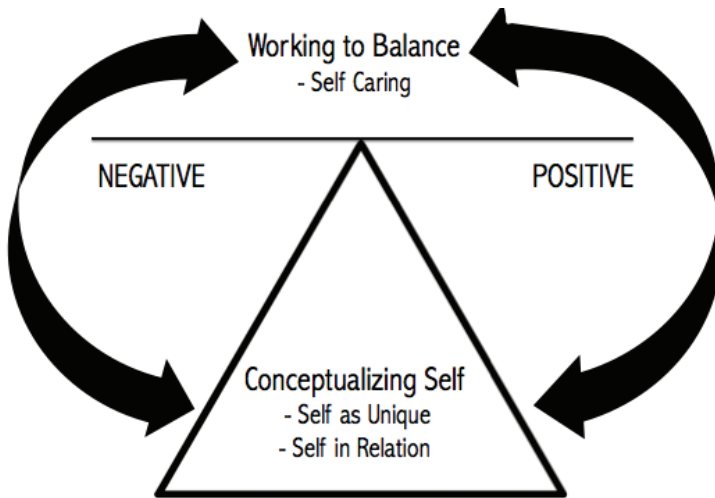 Working to Balance
- Self Caring
NEGATIVE
POSITIVE
Conceptualizing Self
- Self as Unique
- Self in Relation